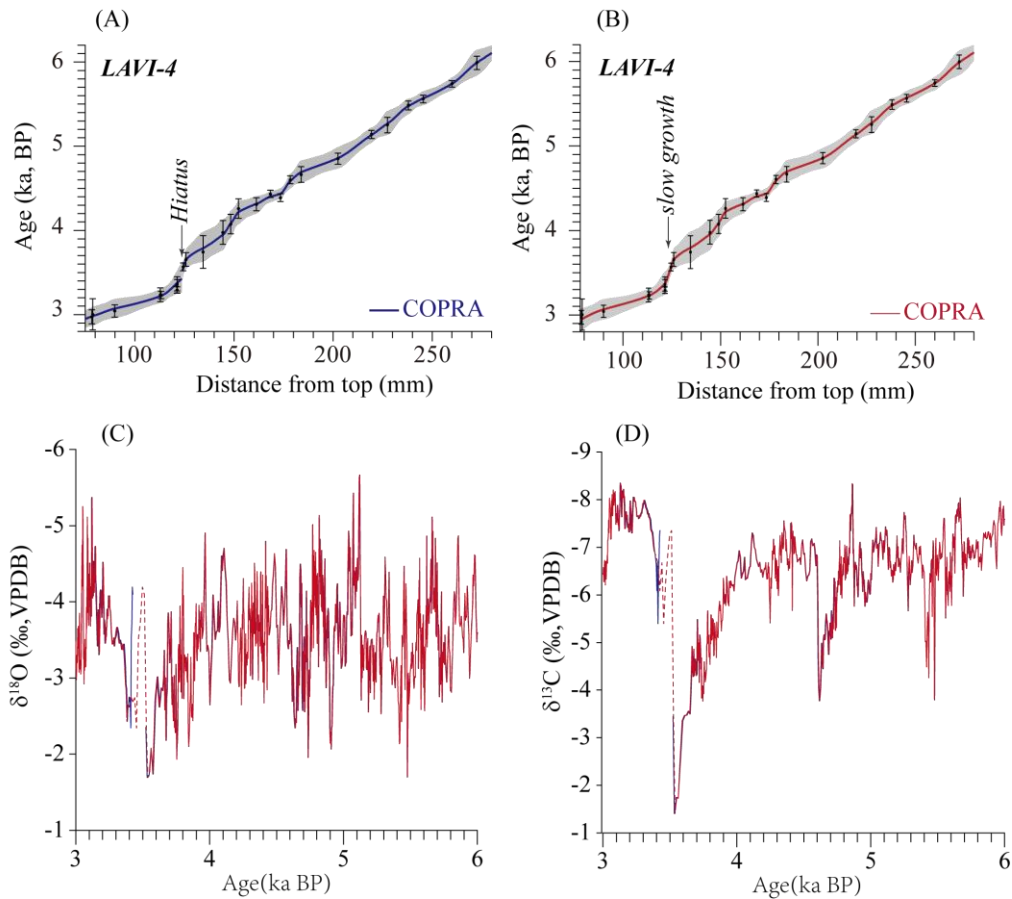 (A)
LAVI-4
Hiatus
COPRA
Age (ka, BP)
6
5
4
3
100 150 200 250
Distance from top (mm)
(B)
LAVI-4
slow growth
COPRA
Age (ka, BP)
6
5
4
3
100 150 200 250
Distance from top (mm)
(C)
δ¹⁸O (‰, VPDB)
-6
-5
-4
-3
-2
-1
3 4 5 6
Age(ka BP)
(D)
δ¹³C (‰, VPDB)
-9
-8
-7
-6
-5
-4
-3
-2
-1
3 4 5 6
Age(ka BP)